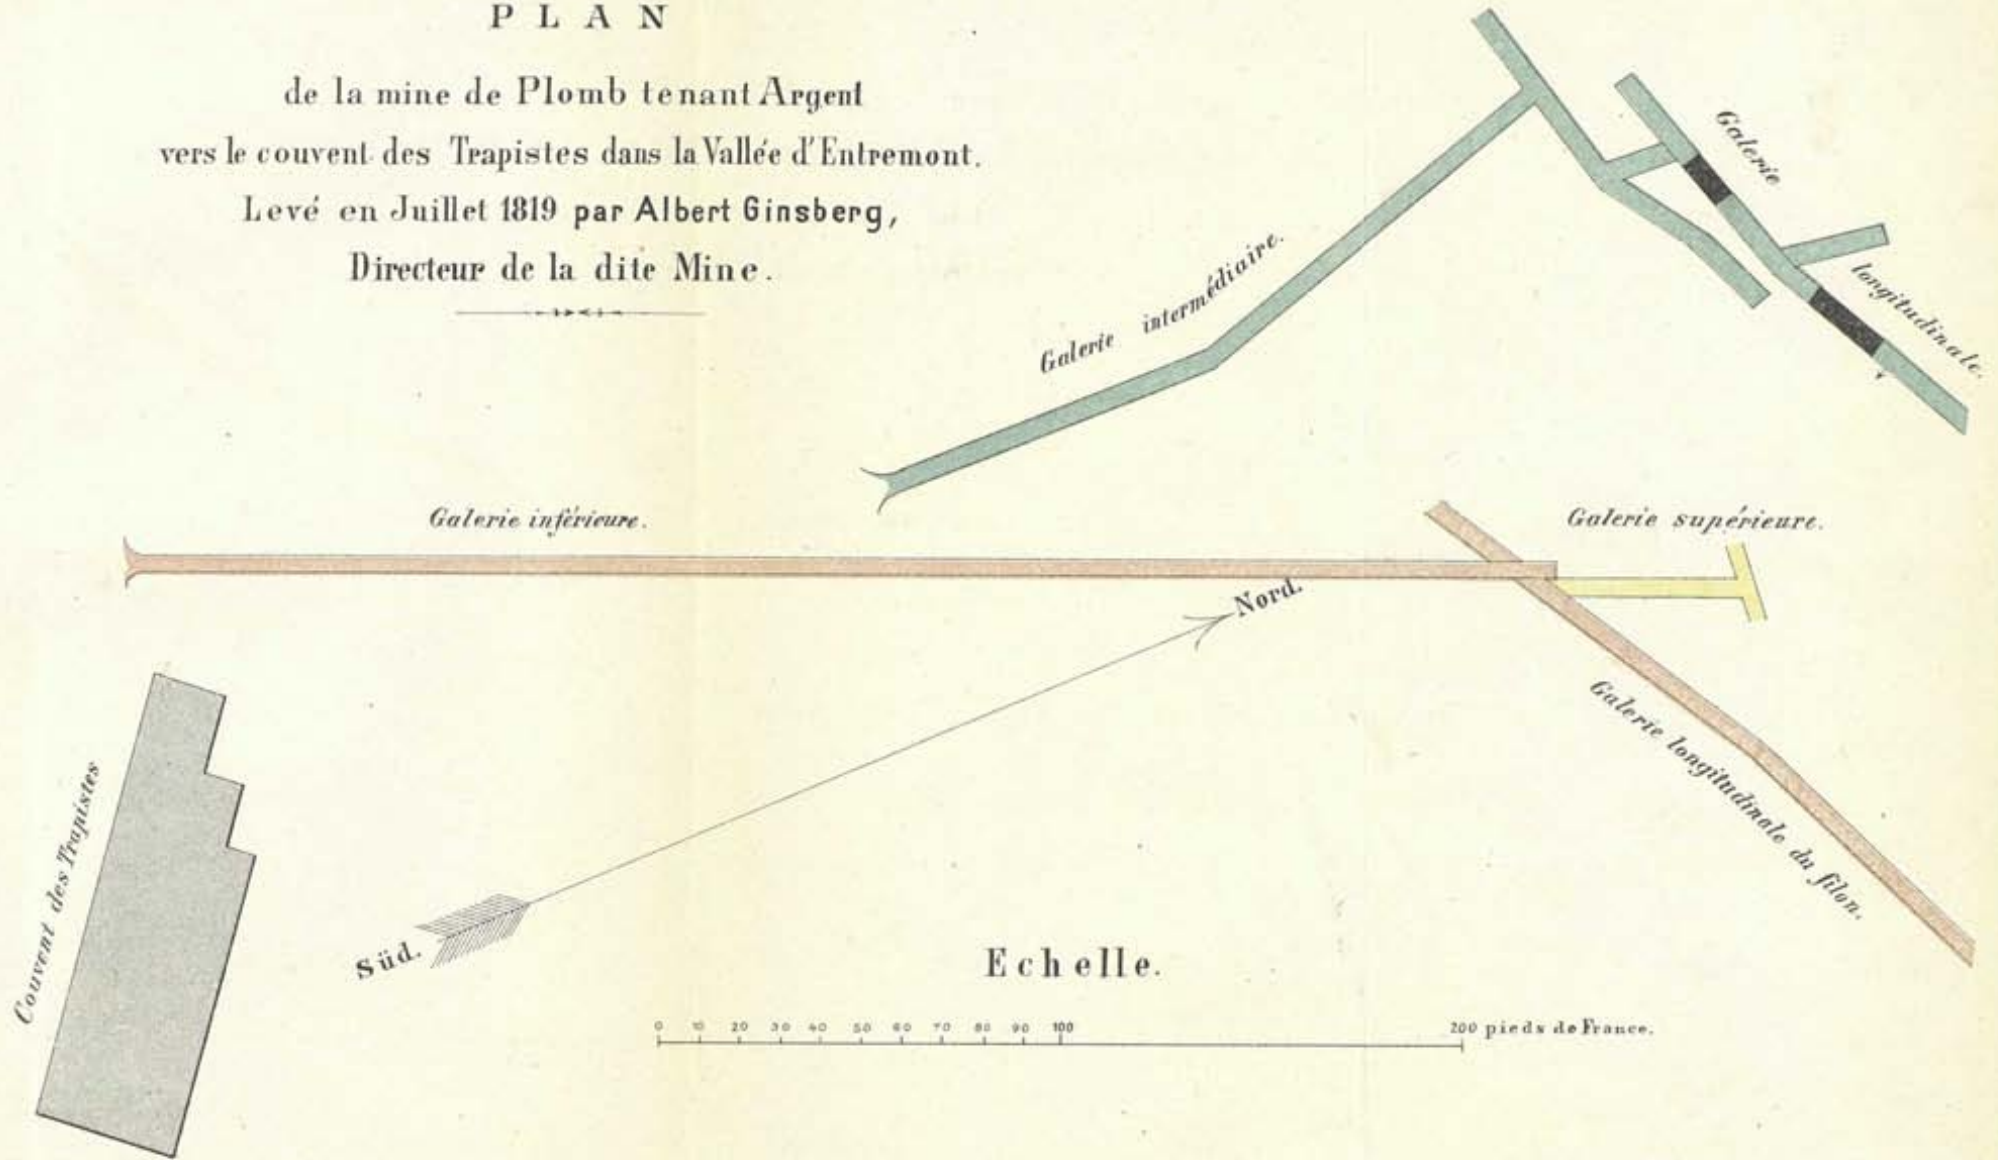 PLAN
de la mine de Plomb tenant Argent
vers le couvent des Trapistes dans la Vallée d'Entremont.
Levé en Juillet 1819 par Albert Ginsberg,
Directeur de la dite Mine.
Galerie
longitudinale.
Galerie intermédiaire.
Galerie inférieure.
Galerie supérieure.
Nord.
Galerie longitudinale du filon.
Couvent des Trapistes
Süd.
Echelle.
0 10 20 30 40 50 60 70 80 90 100 200 pieds de France.